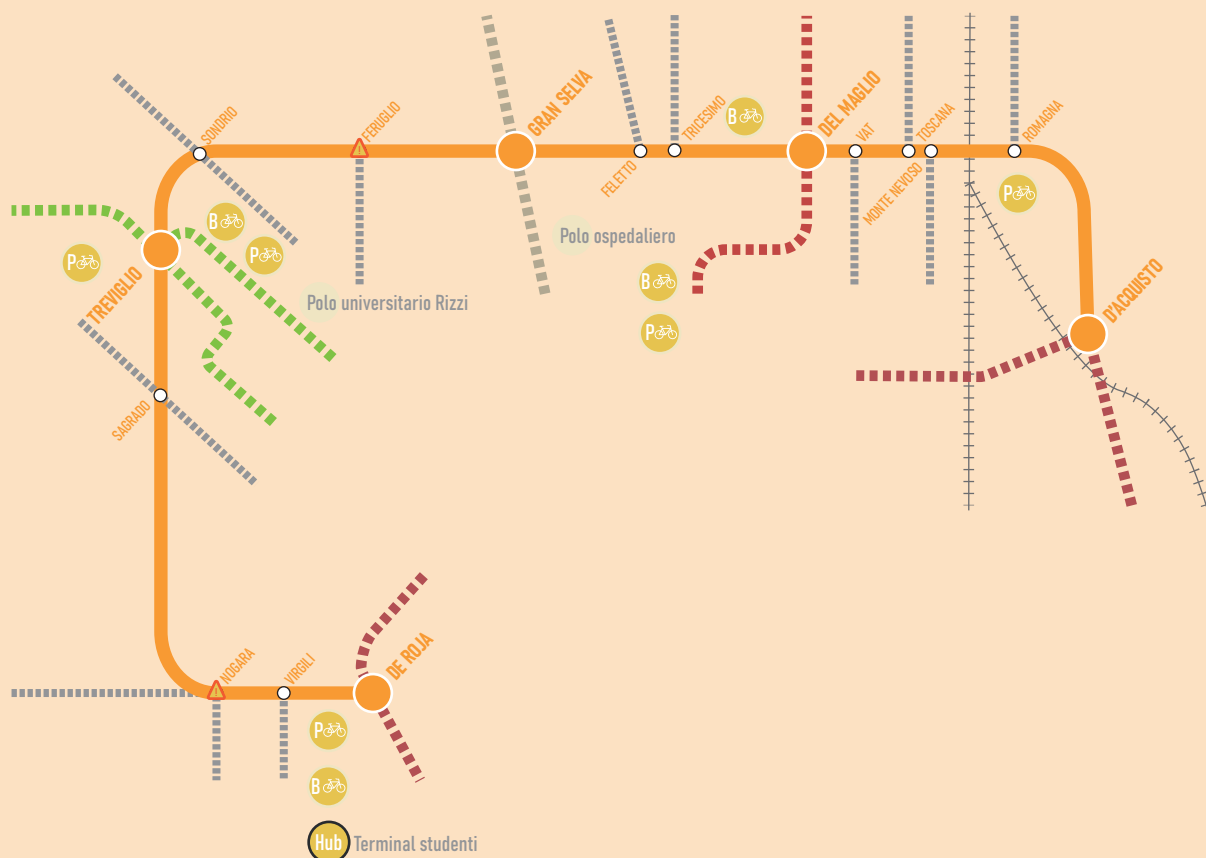 SONDRIO
FERUGLIO
GRAN SELVA
FELETTO
TRICESIMO
B
DEL MAGLIO
VAT
MONTE NEVOSO
TOSCANA
ROMAGNA
P
B
P
P
TREVIGLIO
Polo ospedaliero
B
P
D'ACQUISTO
Polo universitario Rizzi
SAGRADO
NOGARA
VIRGILI
DE ROJA
P
B
Hub Terminal studenti